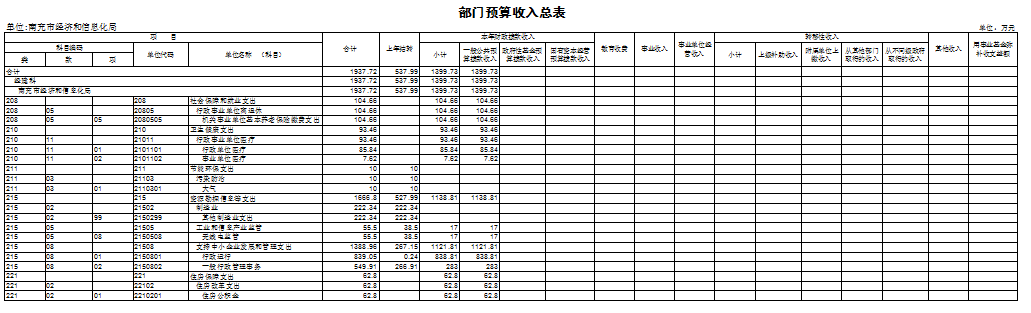 部门预算收入总表
单位:南充市经济和信息化局 单位：万元
项 目 合计 上年结转 本年财政拨款收入 教育收费 事业收入 事业单位经营收入 转移性收入 其他收入 用事业基金弥补收支差额
科目编码 单位代码 单位名称 （科目） 小计 一般公共预算拨款收入 政府性基金预算拨款收入 国有资本经营预算拨款收入 小计 上级补助收入 附属单位上缴收入 从其他部门取得的收入 从不同级政府取得的收入
类 款 项
合计 1937.72 537.99 1399.73 1399.73
经建科 1937.72 537.99 1399.73 1399.73
南充市经济和信息化局 1937.72 537.99 1399.73 1399.73
208 208 社会保障和就业支出 104.66 104.66 104.66
208 05 20805 行政事业单位离退休 104.66 104.66 104.66
208 05 05 2080505 机关事业单位基本养老保险缴费支出 104.66 104.66 104.66
210 210 卫生健康支出 93.46 93.46 93.46
210 11 21011 行政事业单位医疗 93.46 93.46 93.46
210 11 01 2101101 行政单位医疗 85.84 85.84 85.84
210 11 02 2101102 事业单位医疗 7.62 7.62 7.62
211 211 节能环保支出 10 10
211 03 21103 污染防治 10 10
211 03 01 2110301 大气 10 10
215 215 资源勘探信息等支出 1666.8 527.99 1138.81 1138.81
215 02 21502 制造业 222.34 222.34
215 02 99 2150299 其他制造业支出 222.34 222.34
215 05 21505 工业和信息产业监管 55.5 38.5 17 17
215 05 08 2150508 无线电监管 55.5 38.5 17 17
215 08 21508 支持中小企业发展和管理支出 1388.96 267.15 1121.81 1121.81
215 08 01 2150801 行政运行 839.05 0.24 838.81 838.81
215 08 02 2150802 一般行政管理事务 549.91 266.91 283 283
221 221 住房保障支出 62.8 62.8 62.8
221 02 22102 住房改革支出 62.8 62.8 62.8
221 02 01 2210201 住房公积金 62.8 62.8 62.8